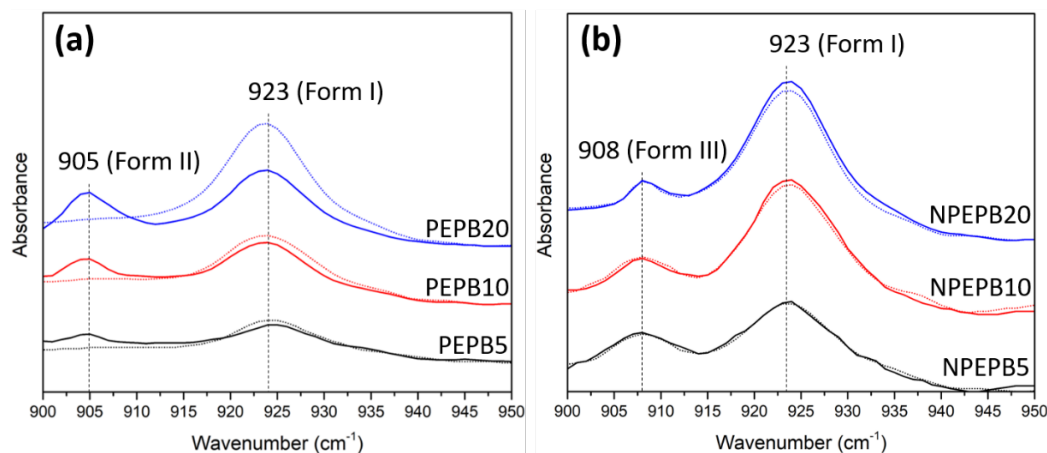 (a)
923 (Form I)
905 (Form II)
PEPB20
PEPB10
PEPB5
Absorbance
900 905 910 915 920 925 930 935 940 945 950
Wavenumber (cm⁻¹)
(b)
923 (Form I)
908 (Form III)
NPEPB20
NPEPB10
NPEPB5
Absorbance
900 905 910 915 920 925 930 935 940 945 950
Wavenumber (cm⁻¹)